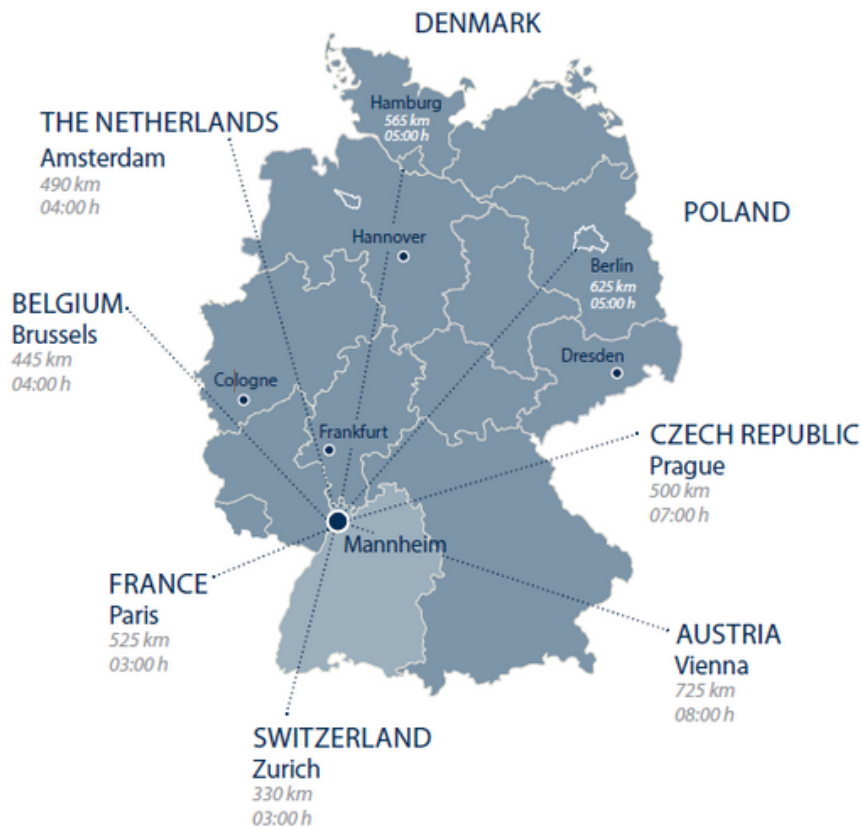 DENMARK
Hamburg
565 km
05:00 h
THE NETHERLANDS
Amsterdam
490 km
04:00 h
POLAND
Hannover
Berlin
625 km
05:00 h
BELGIUM
Brussels
445 km
04:00 h
Dresden
Cologne
Frankfurt
CZECH REPUBLIC
Prague
500 km
07:00 h
Mannheim
FRANCE
Paris
525 km
03:00 h
AUSTRIA
Vienna
725 km
08:00 h
SWITZERLAND
Zurich
330 km
03:00 h